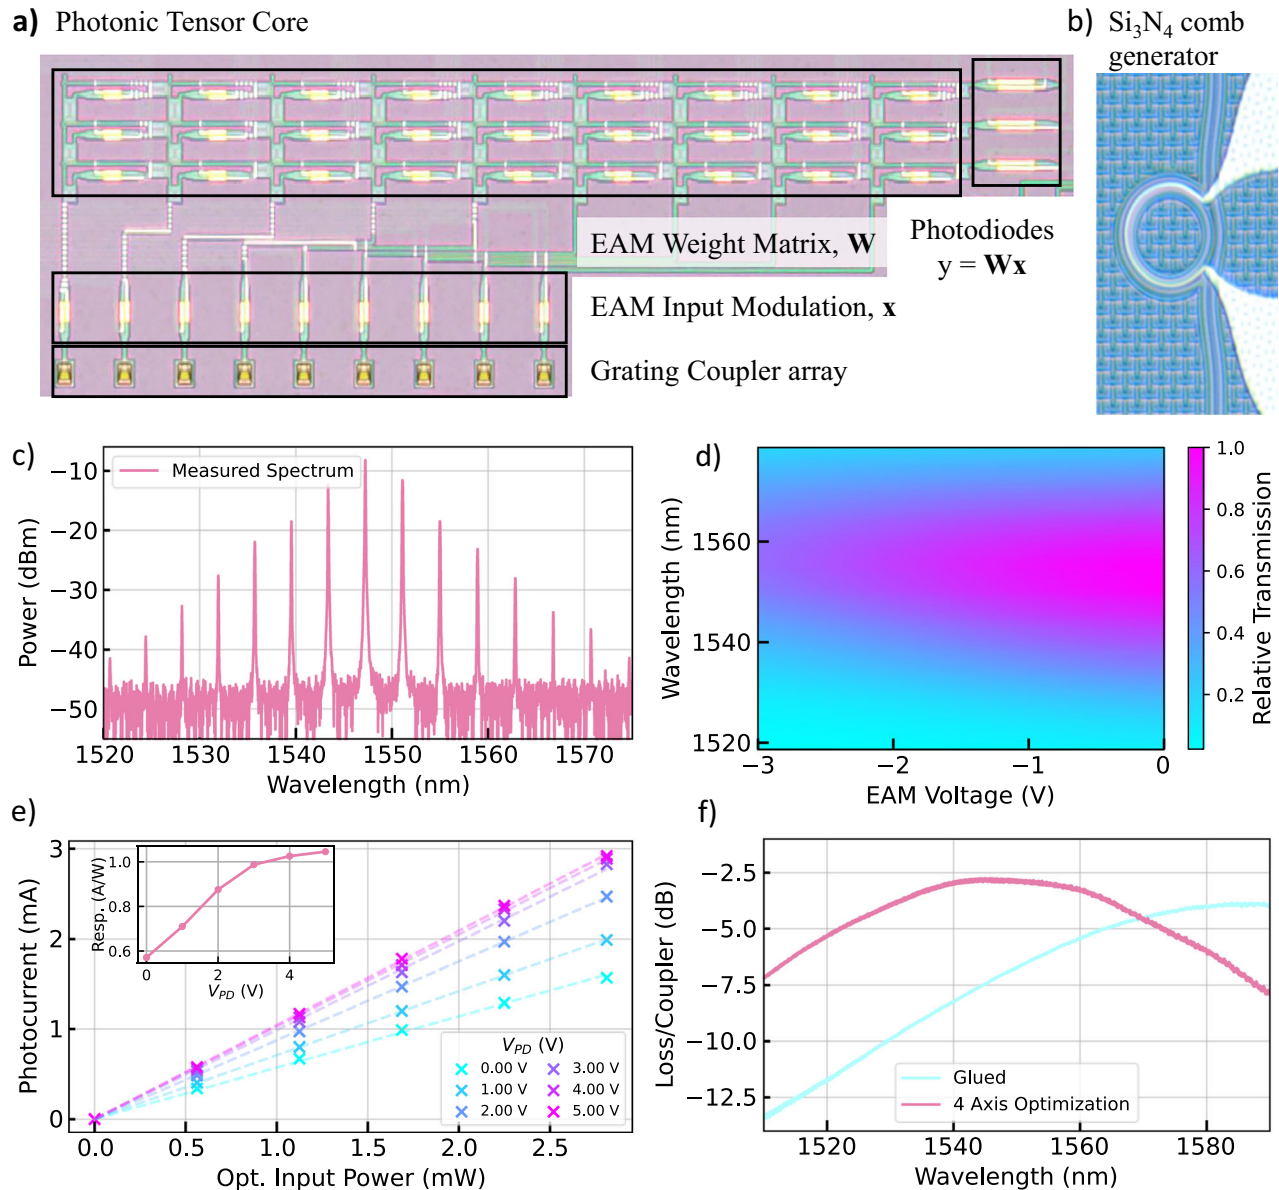 a) Photonic Tensor Core
b) Si₃N₄ comb
generator
EAM Weight Matrix, W
Photodiodes
y = Wx
EAM Input Modulation, x
Grating Coupler array
c)
Measured Spectrum
Power (dBm)
−10
−20
−30
−40
−50
1520 1530 1540 1550 1560 1570
Wavelength (nm)
d)
Wavelength (nm)
1560
1540
1520
−3 −2 −1 0
EAM Voltage (V)
1.0
0.8
0.6
0.4
0.2
Relative Transmission
e)
Photocurrent (mA)
3
2
1
0
0.0 0.5 1.0 1.5 2.0 2.5
Opt. Input Power (mW)
Resp. (A/W)
1.0
0.8
0.6
0 2 4
V_PD (V)
V_PD (V)
0.00 V 3.00 V
1.00 V 4.00 V
2.00 V 5.00 V
f)
Loss/Coupler (dB)
−2.5
−5.0
−7.5
−10.0
−12.5
Glued
4 Axis Optimization
1520 1540 1560 1580
Wavelength (nm)